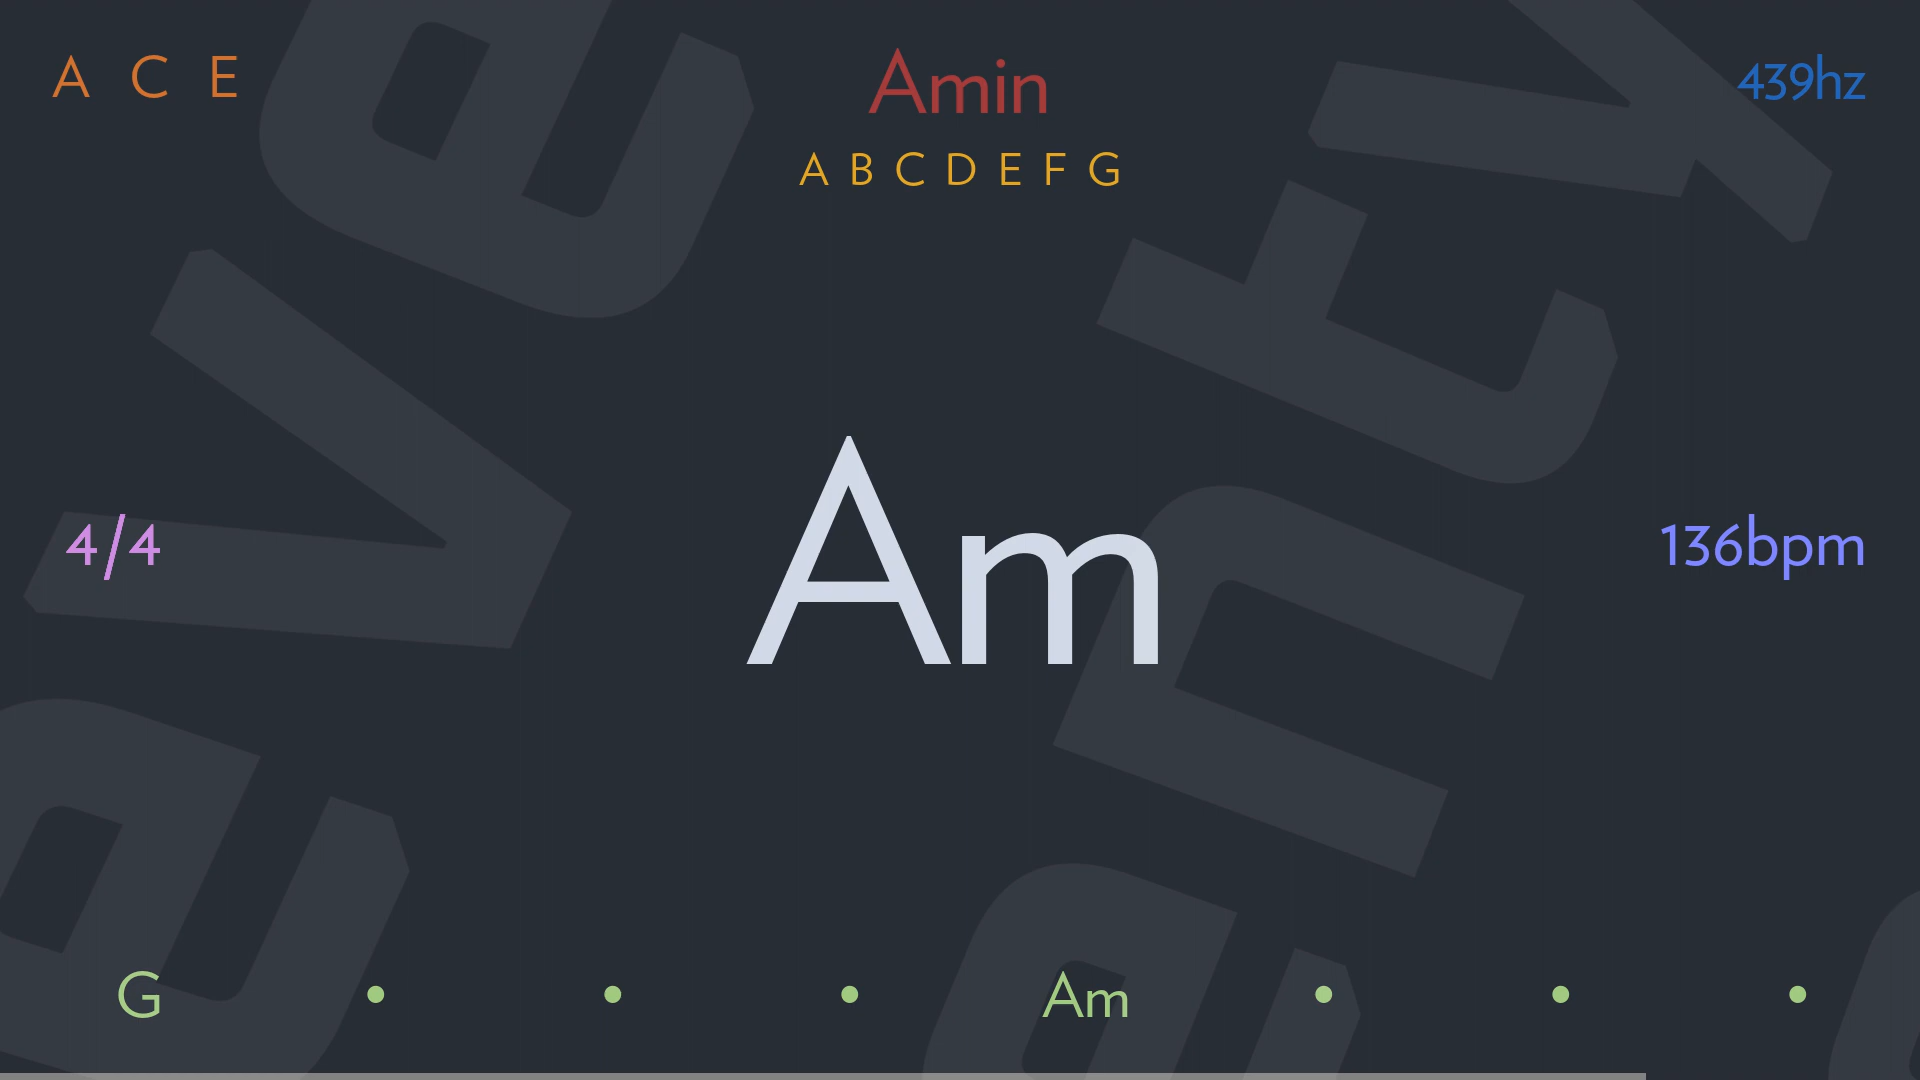 A C E
Amin
439hz
A B C D E F G
4/4
Am
136bpm
G • • • Am • • •